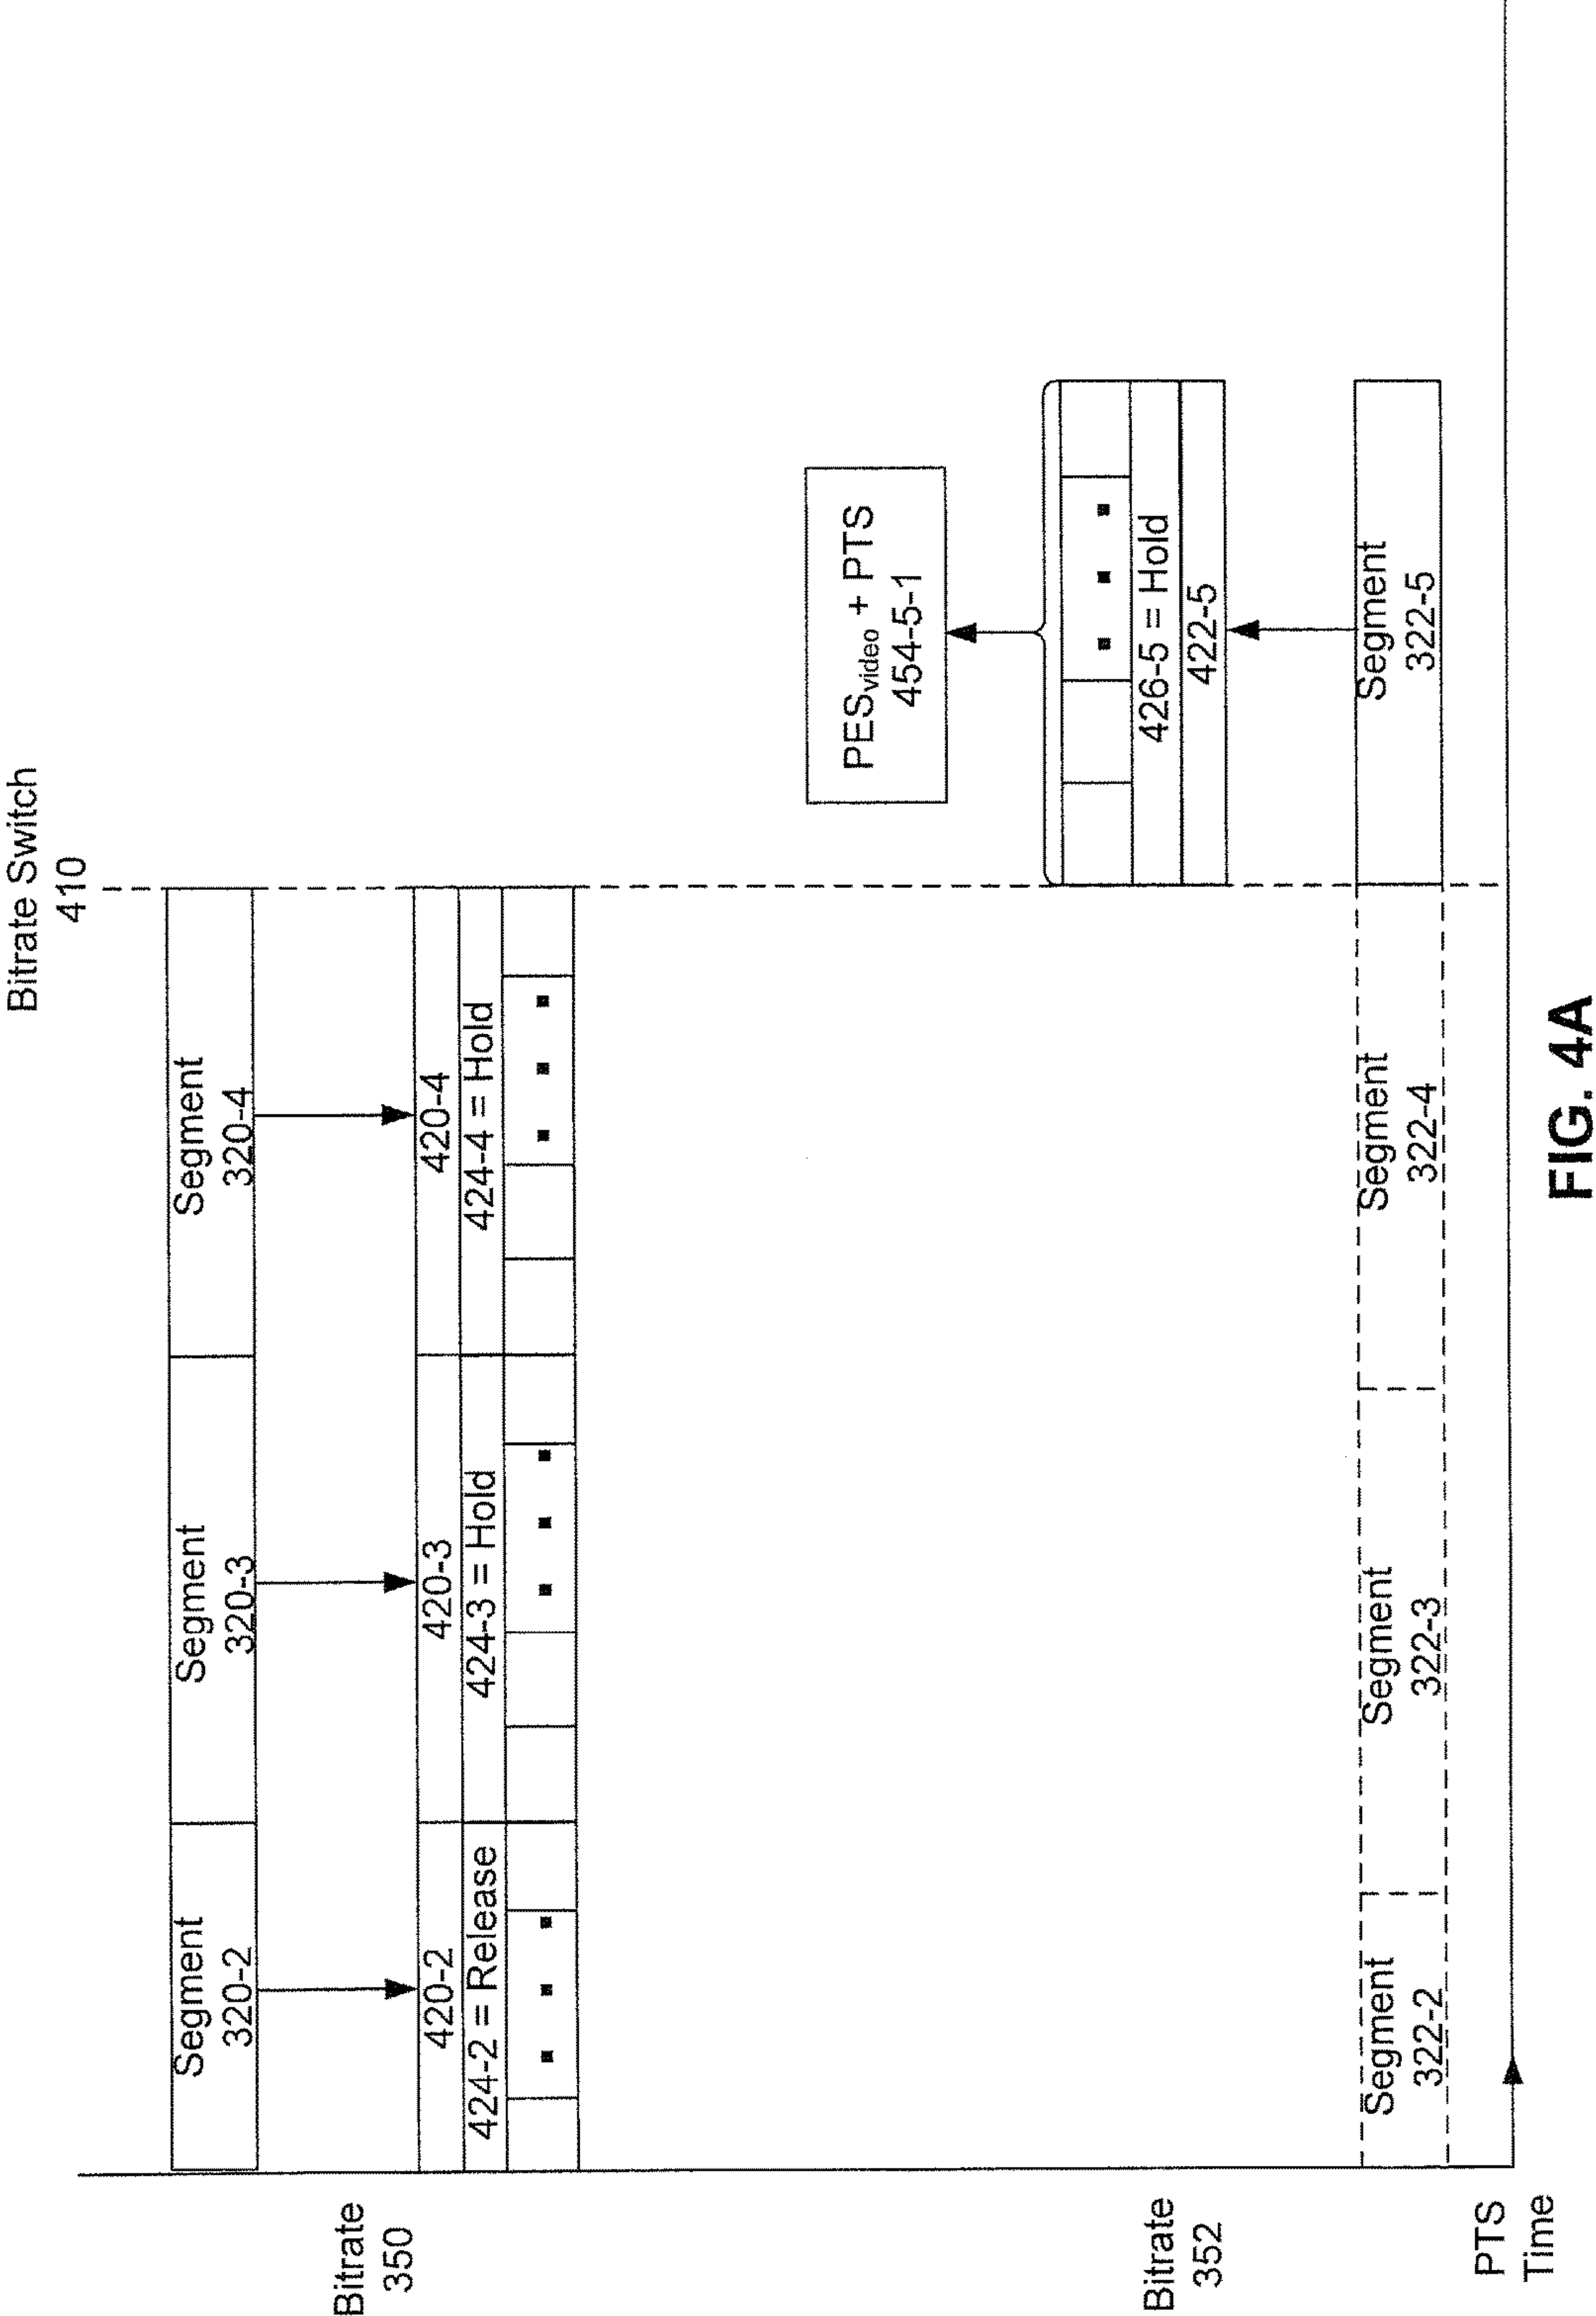 Bitrate Switch
410
Bitrate
350
Segment
320-2
Segment
320-3
Segment
320-4
420-2
420-3
420-4
424-2 = Release
424-3 = Hold
424-4 = Hold
PESvideo + PTS
454-5-1
426-5 = Hold
422-5
Bitrate
352
Segment
322-2
Segment
322-3
Segment
322-4
Segment
322-5
PTS
Time
FIG. 4A